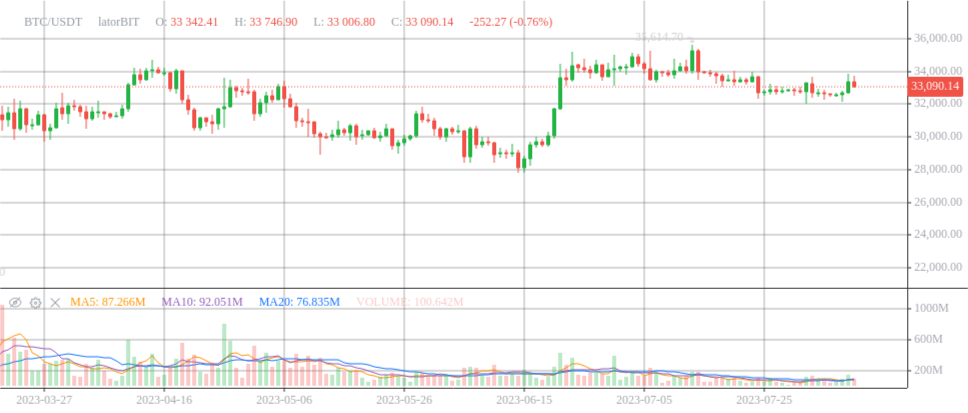 BTC/USDT latorBIT O: 33 342.41 H: 33 746.90 L: 33 006.80 C: 33 090.14 -252.27 (-0.76%)
35,614.70
36,000.00
34,000.00
33,090.14
32,000.00
30,000.00
28,000.00
26,000.00
24,000.00
22,000.00
0
MA5: 87.266M MA10: 92.051M MA20: 76.835M VOLUME: 100.642M
1000M
600M
200M
2023-03-27 2023-04-16 2023-05-06 2023-05-26 2023-06-15 2023-07-05 2023-07-25